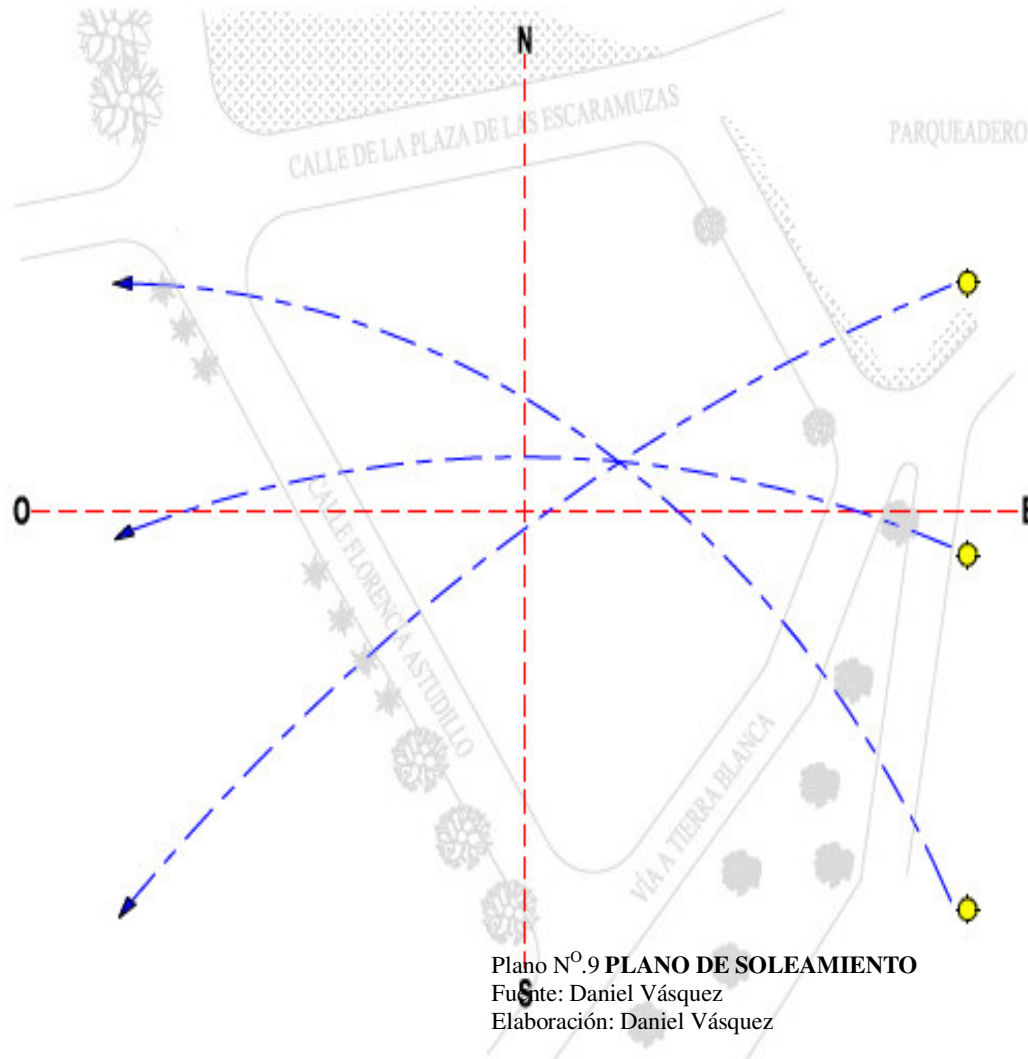 N
CALLE DE LA PLAZA DE LAS ESCARAMUZAS
PARQUEADERO
O
E
CALLE FLORENCIA ASTUDILLO
VÍA A TIERRA BLANCA
Plano Nº.9 PLANO DE SOLEAMIENTO
S
Fuente: Daniel Vásquez
Elaboración: Daniel Vásquez